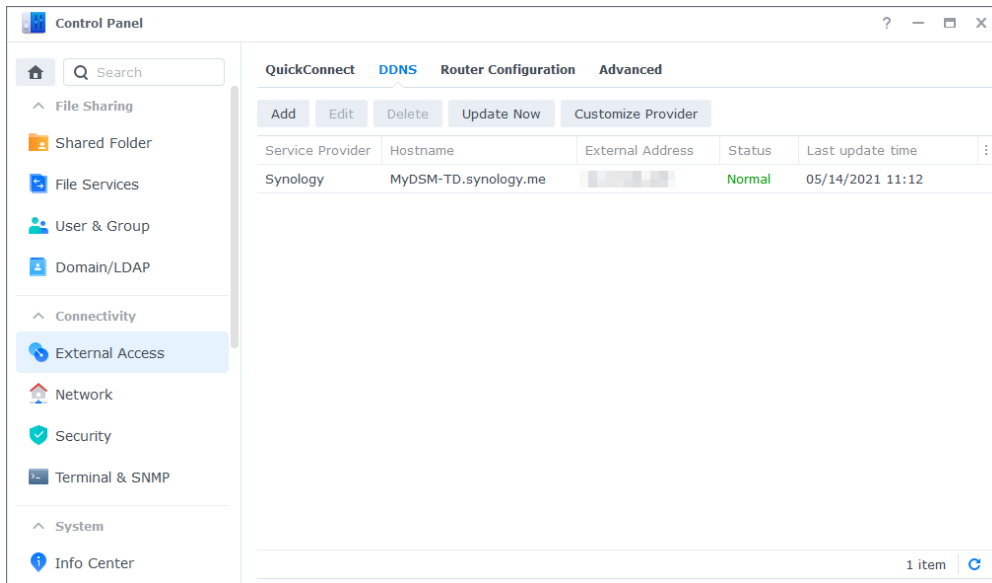 Control Panel
?
Search
File Sharing
Shared Folder
File Services
User & Group
Domain/LDAP
Connectivity
External Access
Network
Security
Terminal & SNMP
System
Info Center
QuickConnect DDNS Router Configuration Advanced
Add Edit Delete Update Now Customize Provider
Service Provider Hostname External Address Status Last update time
Synology MyDSM-TD.synology.me Normal 05/14/2021 11:12
1 item